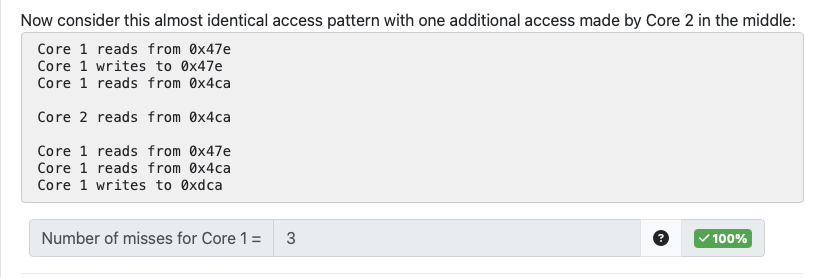 Now consider this almost identical access pattern with one additional access made by Core 2 in the middle:
Core 1 reads from 0x47e
Core 1 writes to 0x47e
Core 1 reads from 0x4ca
Core 2 reads from 0x4ca
Core 1 reads from 0x47e
Core 1 reads from 0x4ca
Core 1 writes to 0xdca
Number of misses for Core 1 = 3 ? ✓ 100%